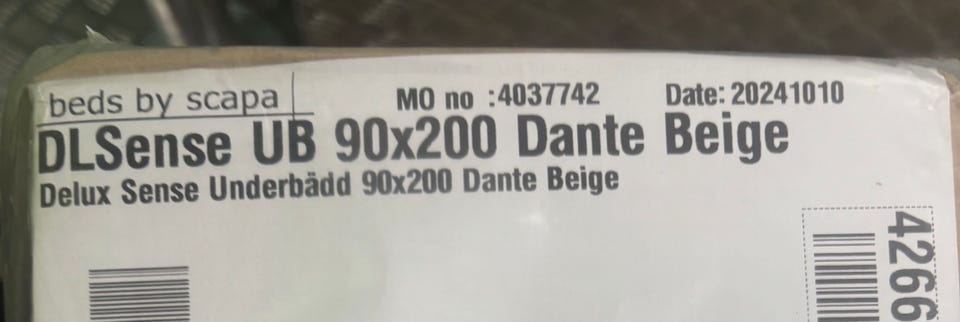 beds by scapa MO no :4037742 Date: 20241010
DLSense UB 90x200 Dante Beige
Delux Sense Underbädd 90x200 Dante Beige
4266